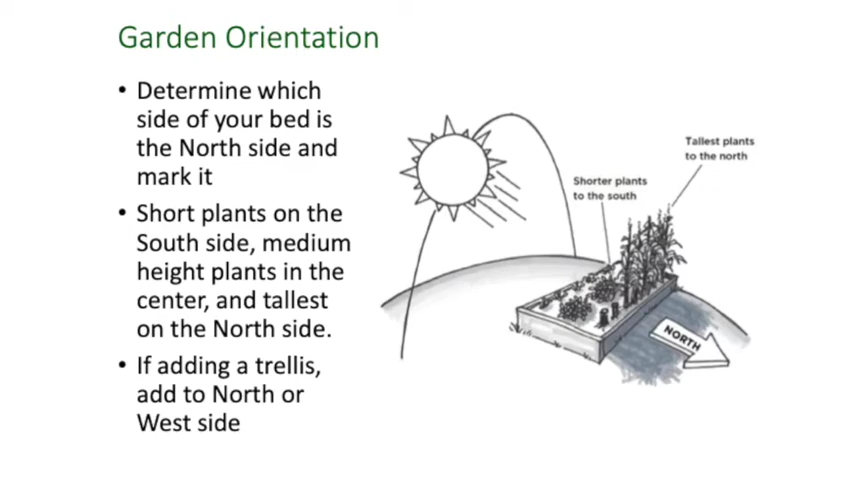 Garden Orientation
• Determine which
side of your bed is
the North side and
mark it
• Short plants on the
South side, medium
height plants in the
center, and tallest
on the North side.
• If adding a trellis,
add to North or
West side
Tallest plants
to the north
Shorter plants
to the south
NORTH